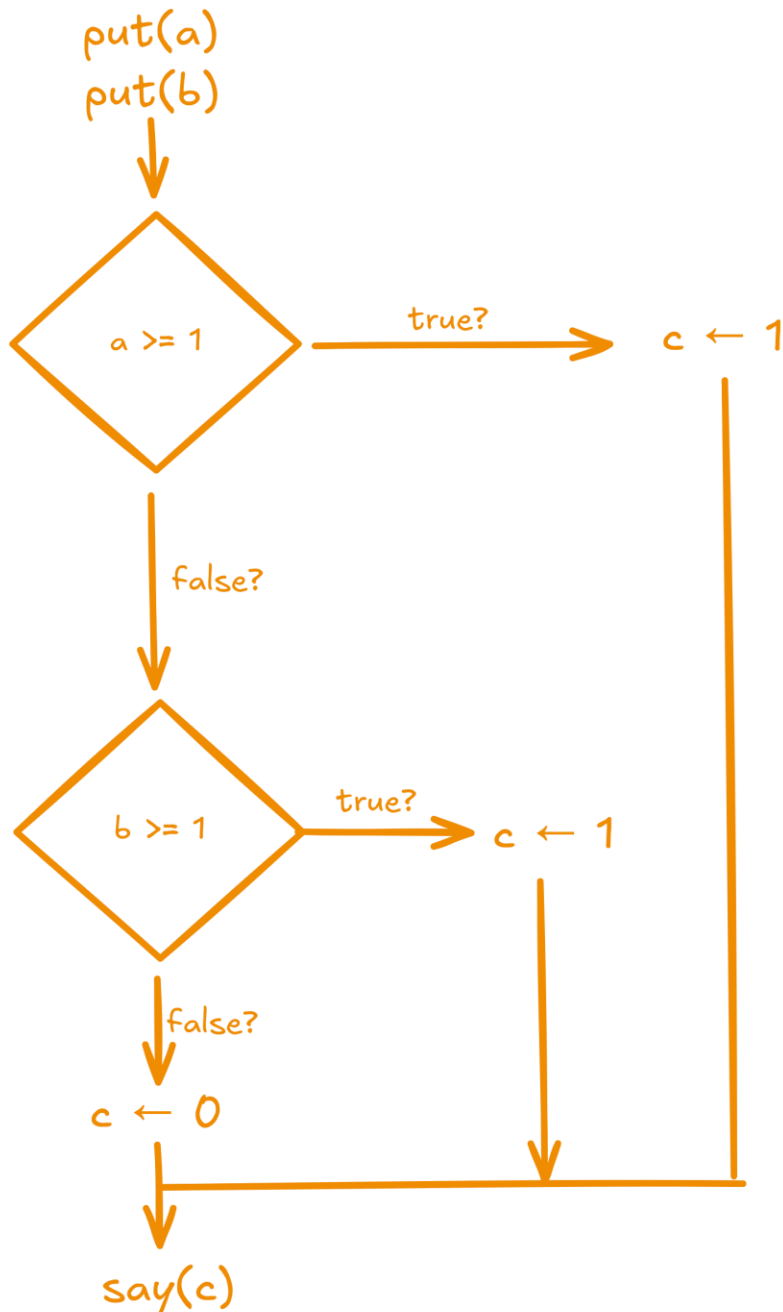 put(a)
put(b)
a >= 1
true?
c ← 1
false?
b >= 1
true?
c ← 1
false?
c ← 0
say(c)